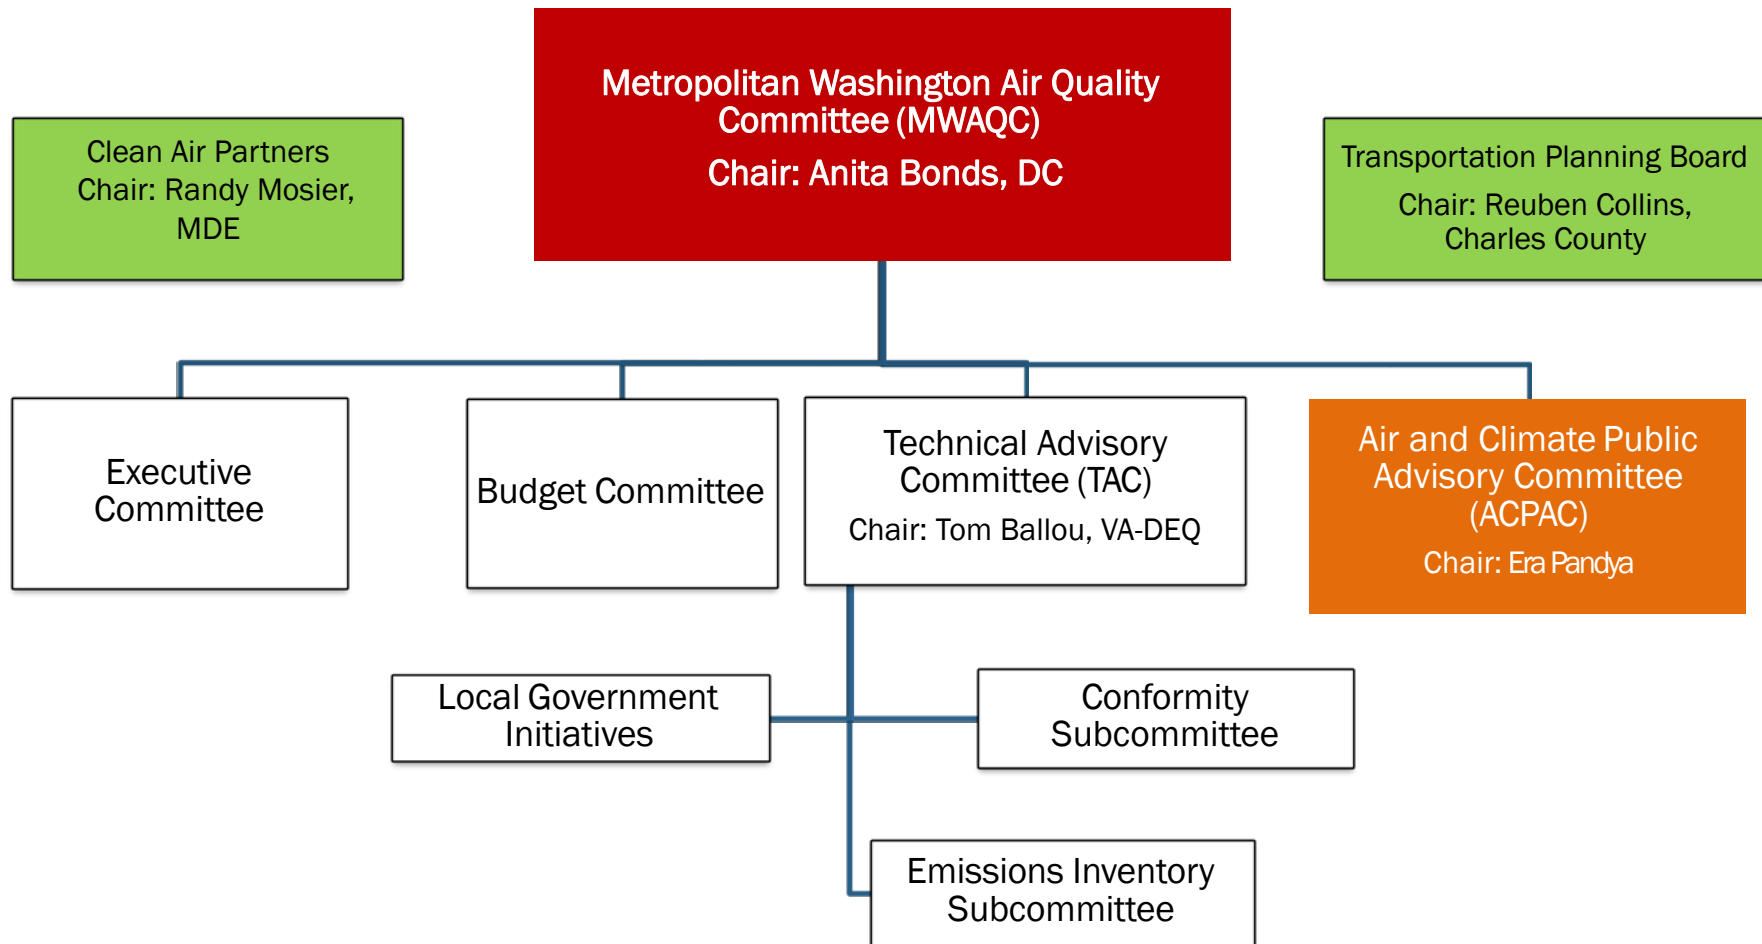 Metropolitan Washington Air Quality
Committee (MWAQC)
Chair: Anita Bonds, DC
Clean Air Partners
Chair: Randy Mosier,
MDE
Transportation Planning Board
Chair: Reuben Collins,
Charles County
Executive
Committee
Budget Committee
Technical Advisory
Committee (TAC)
Chair: Tom Ballou, VA-DEQ
Air and Climate Public
Advisory Committee
(ACPAC)
Chair: Era Pandya
Local Government
Initiatives
Conformity
Subcommittee
Emissions Inventory
Subcommittee